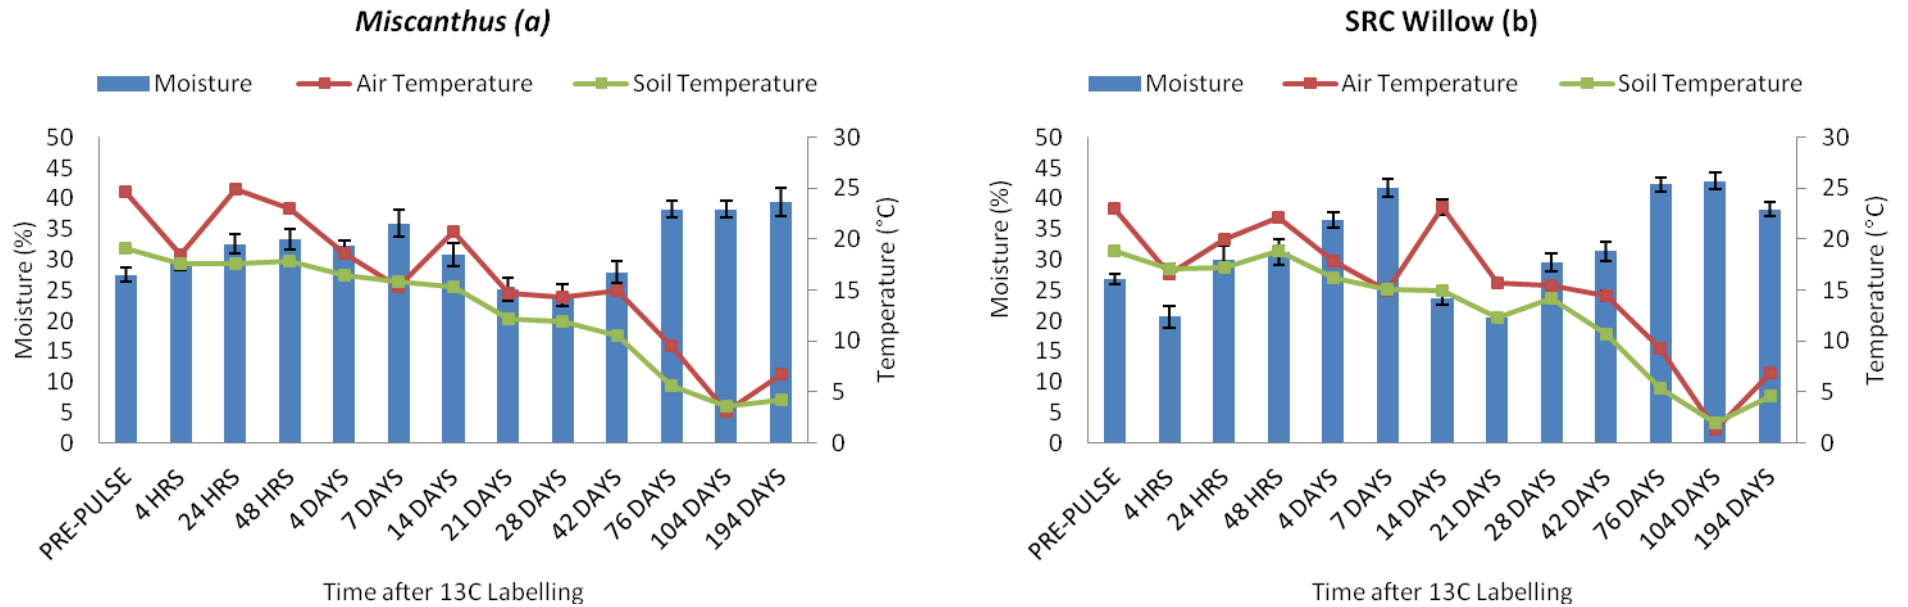 Miscanthus (a)
Moisture Air Temperature Soil Temperature
50
45
40
35
30
25
20
15
10
5
0
Moisture (%)
30
25
20
15
10
5
0
Temperature (°C)
PRE-PULSE
4 HRS
24 HRS
48 HRS
4 DAYS
7 DAYS
14 DAYS
21 DAYS
28 DAYS
42 DAYS
76 DAYS
104 DAYS
194 DAYS
Time after 13C Labelling
SRC Willow (b)
Moisture Air Temperature Soil Temperature
50
45
40
35
30
25
20
15
10
5
0
Moisture (%)
30
25
20
15
10
5
0
Temperature (°C)
PRE-PULSE
4 HRS
24 HRS
48 HRS
4 DAYS
7 DAYS
14 DAYS
21 DAYS
28 DAYS
42 DAYS
76 DAYS
104 DAYS
194 DAYS
Time after 13C Labelling